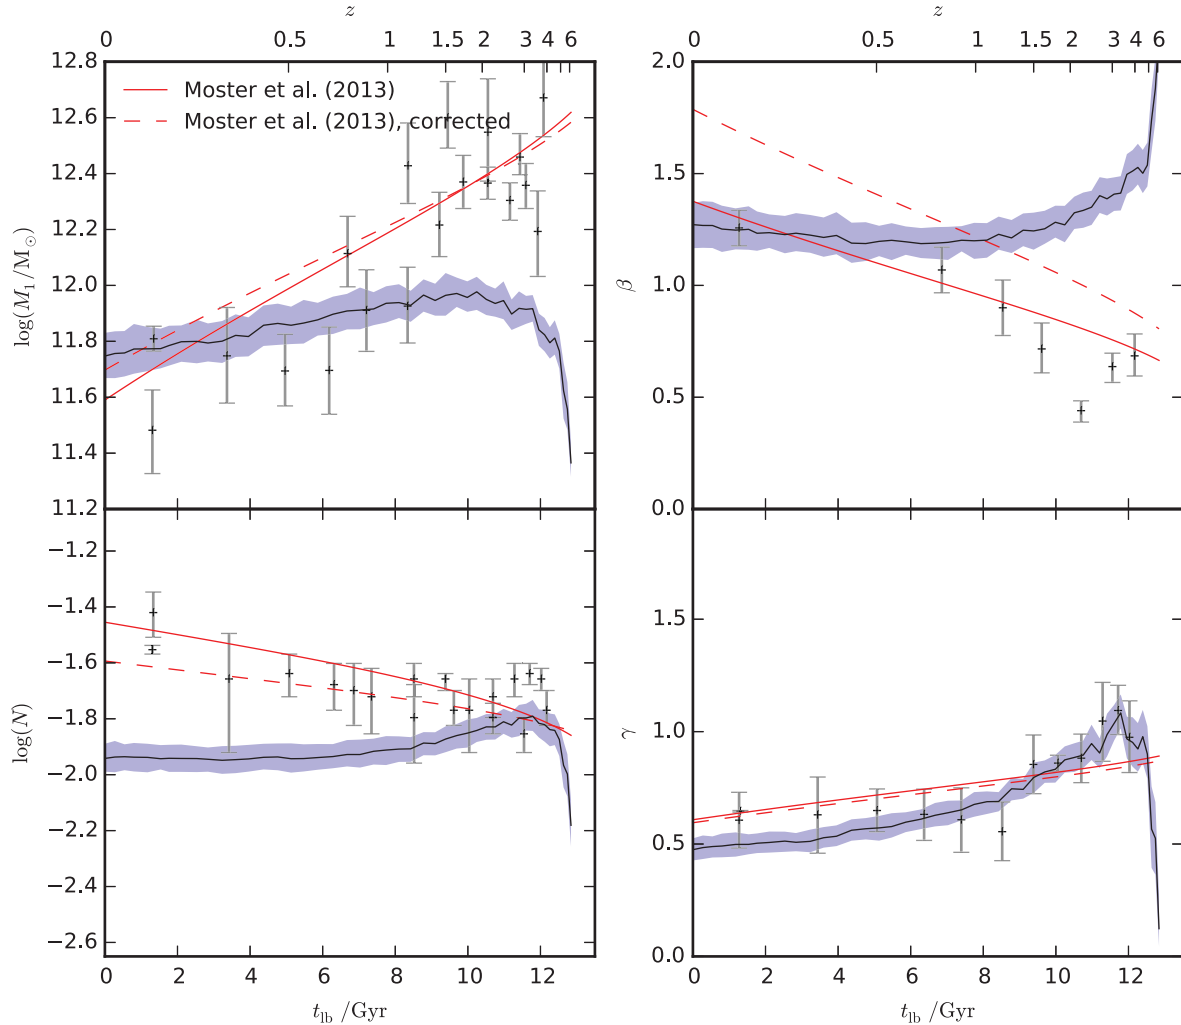 z z
0 0.5 1 1.5 2 3 4 6 0 0.5 1 1.5 2 3 4 6
12.8 2.0
Moster et al. (2013)
Moster et al. (2013), corrected
12.6
12.4 1.5
12.2
log(M₁/M⊙) 12.0 β 1.0
11.8
11.6 0.5
11.4
11.2 0.0
−1.2
−1.4 1.5
−1.6
−1.8 1.0
log(N) γ
−2.0
−2.2 0.5
−2.4
−2.6 0.0
0 2 4 6 8 10 12 0 2 4 6 8 10 12
t_lb /Gyr t_lb /Gyr